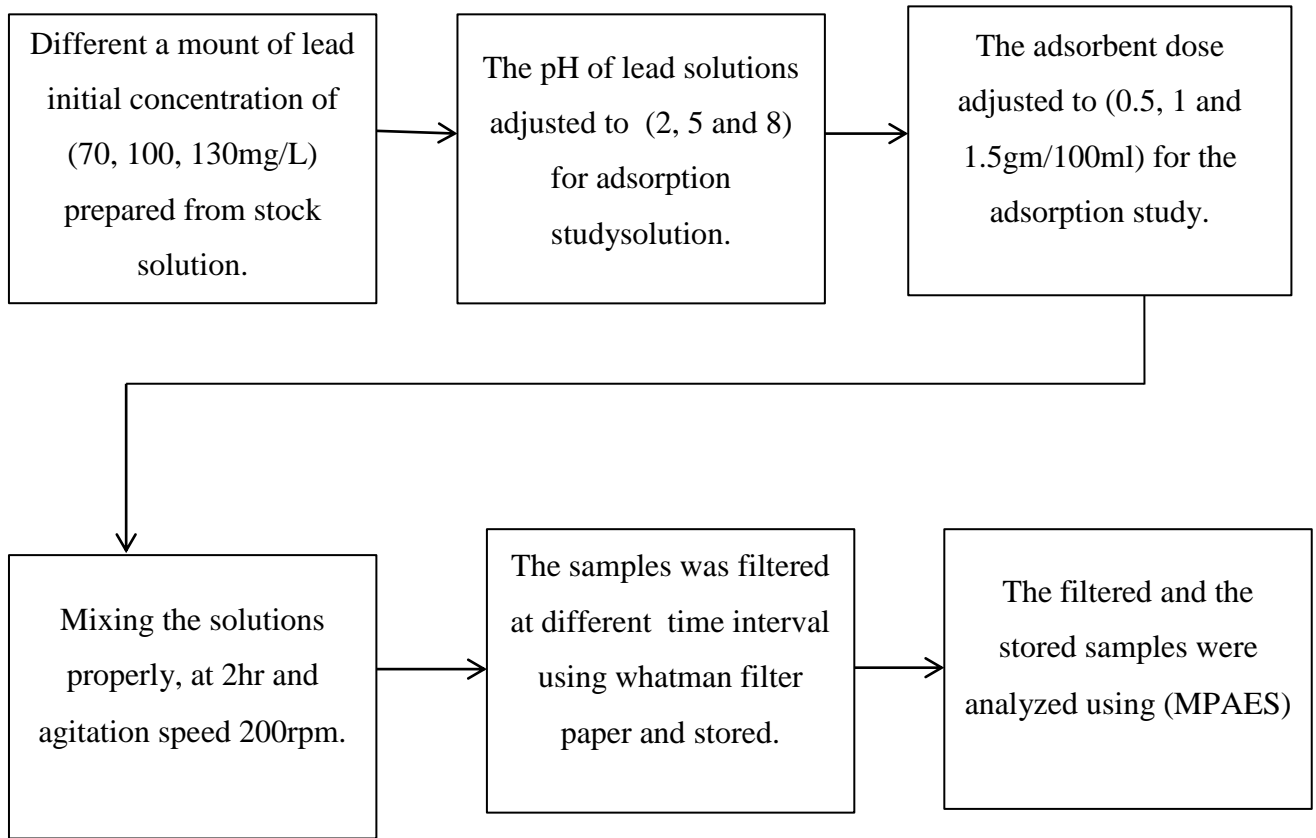 Different a mount of lead
initial concentration of
(70, 100, 130mg/L)
prepared from stock
solution.
The pH of lead solutions
adjusted to (2, 5 and 8)
for adsorption
studysolution.
The adsorbent dose
adjusted to (0.5, 1 and
1.5gm/100ml) for the
adsorption study.
Mixing the solutions
properly, at 2hr and
agitation speed 200rpm.
The samples was filtered
at different time interval
using whatman filter
paper and stored.
The filtered and the
stored samples were
analyzed using (MPAES)